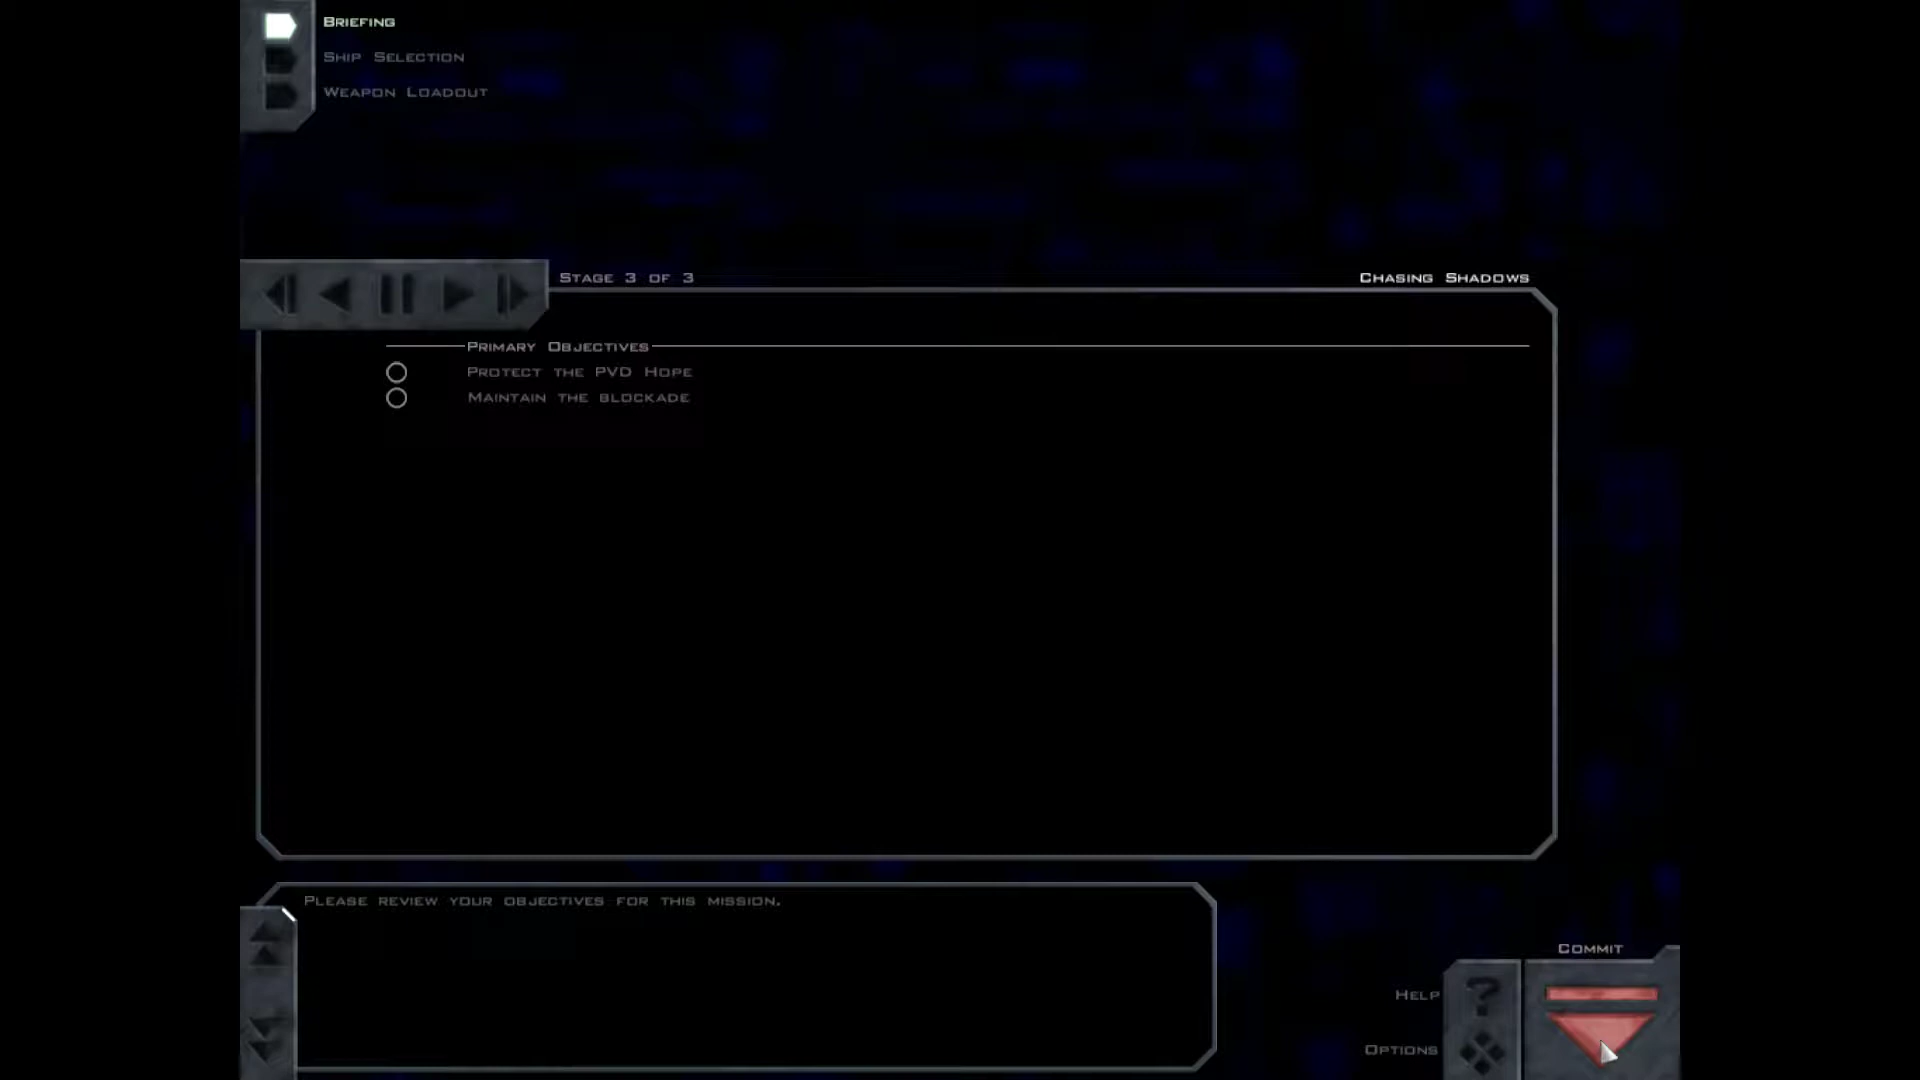 Briefing
Ship Selection
Weapon Loadout
Stage 3 of 3
Chasing Shadows
Primary Objectives
Protect the PVD Hope
Maintain the blockade
Please review your objectives for this mission.
Commit
Help
?
Options